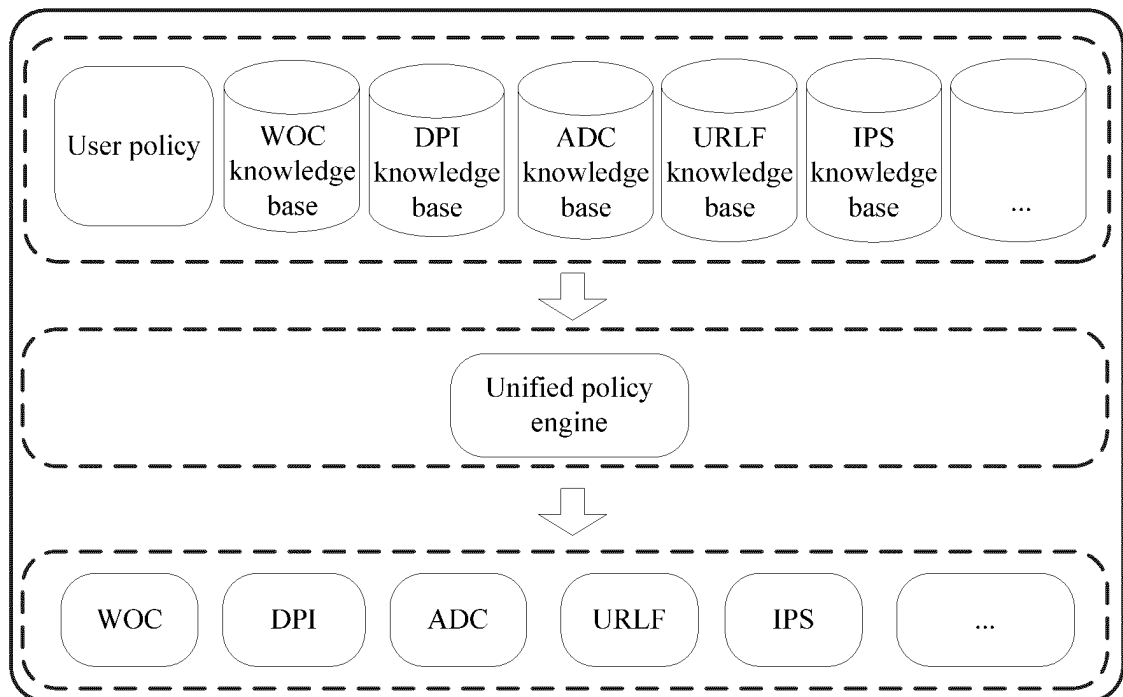 User policy
WOC
knowledge
base
DPI
knowledge
base
ADC
knowledge
base
URLF
knowledge
base
IPS
knowledge
base
...
Unified policy
engine
WOC
DPI
ADC
URLF
IPS
...